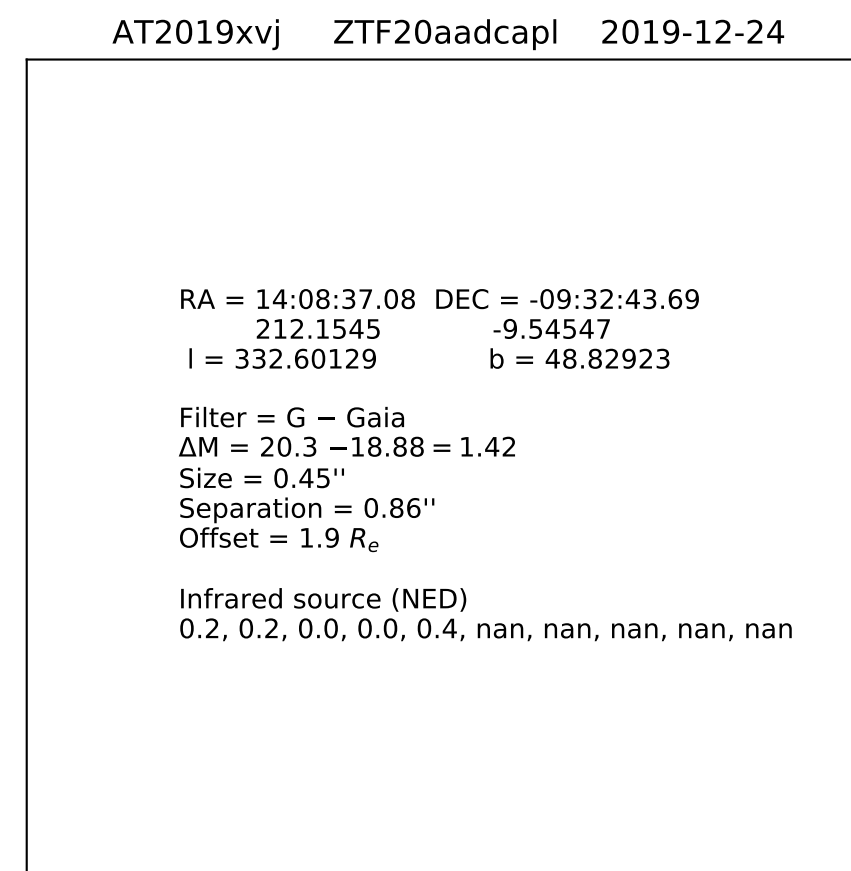 AT2019xvj ZTF20aadcapl 2019-12-24
RA = 14:08:37.08 DEC = -09:32:43.69
212.1545 -9.54547
l = 332.60129 b = 48.82923
Filter = G − Gaia
ΔM = 20.3 −18.88 = 1.42
Size = 0.45''
Separation = 0.86''
Offset = 1.9 Rₑ
Infrared source (NED)
0.2, 0.2, 0.0, 0.0, 0.4, nan, nan, nan, nan, nan